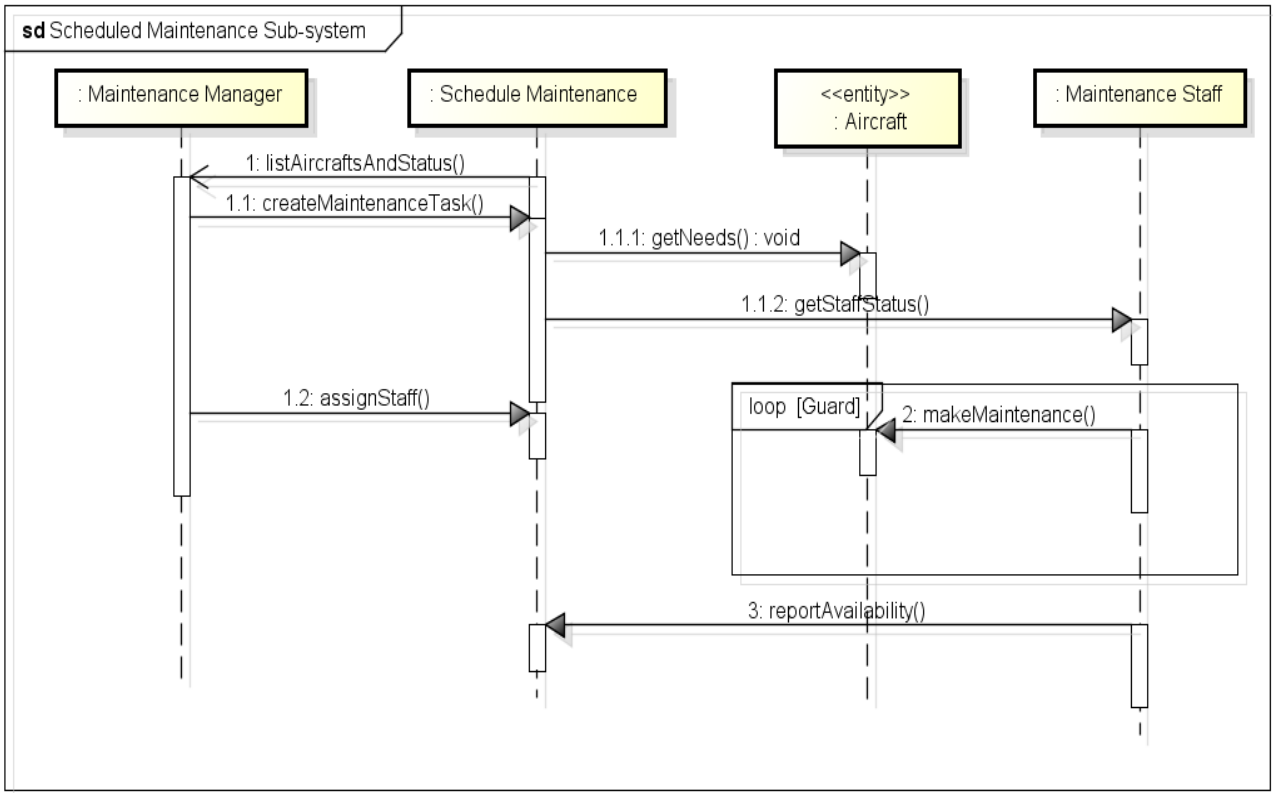 sd Scheduled Maintenance Sub-system
: Maintenance Manager
: Schedule Maintenance
<<entity>>
: Aircraft
: Maintenance Staff
1: listAircraftsAndStatus()
1.1: createMaintenanceTask()
1.1.1: getNeeds() : void
1.1.2: getStaffStatus()
1.2: assignStaff()
loop [Guard]
2: makeMaintenance()
3: reportAvailability()